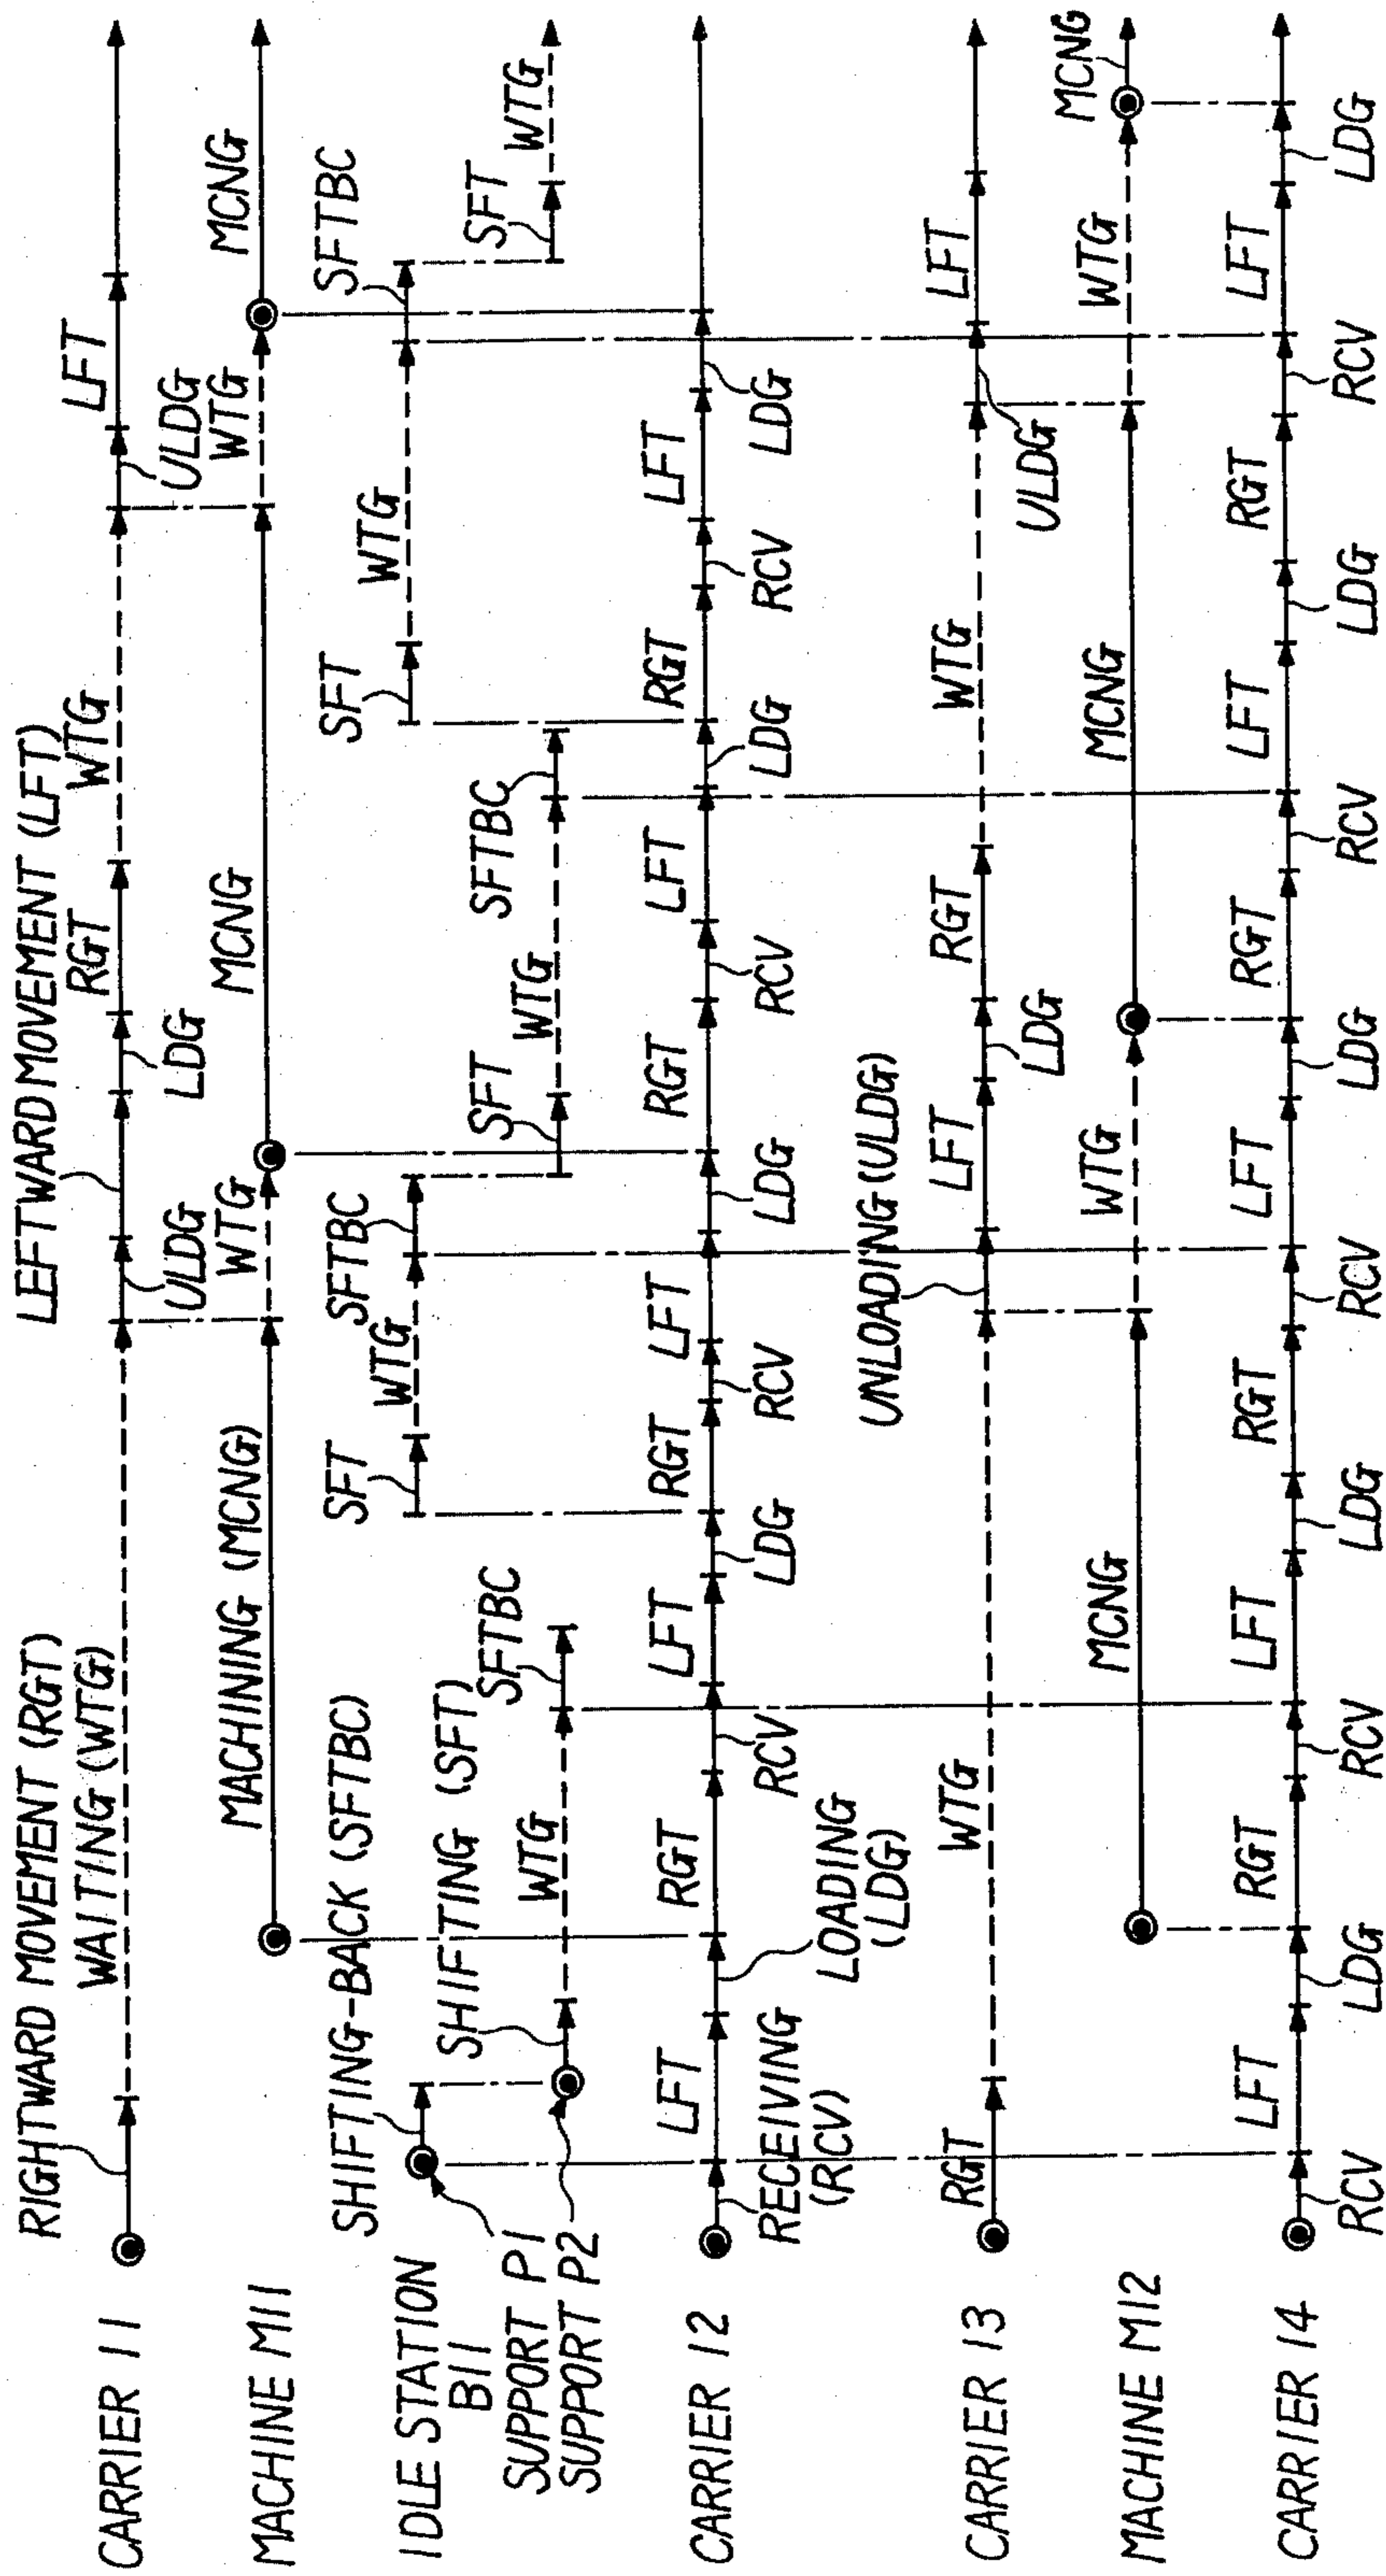 CARRIER 11
RIGHTWARD MOVEMENT (RGT)
WAITING (WTG)
LEFTWARD MOVEMENT (LFT)
ULDG
LDG
RGT
WTG
ULDG
LFT
MACHINE M11
MACHINING (MCNG)
WTG
MCNG
WTG
MCNG
IDLE STATION
B11
SUPPORT P1
SUPPORT P2
SHIFTING-BACK (SFTBC)
SFT
WTG
SFTBC
SFT
WTG
SFTBC
SHIFTING (SFT)
WTG
SFTBC
SFT
WTG
SFTBC
SFT
WTG
CARRIER 12
RECEIVING
(RCV)
LFT
LOADING
(LDG)
RGT
RCV
LFT
LDG
RGT
RCV
LFT
LDG
RGT
RCV
LFT
LDG
RGT
RCV
LFT
LDG
CARRIER 13
RGT
WTG
UNLOADING (ULDG)
LFT
LDG
RGT
WTG
ULDG
LFT
MACHINE M12
MCNG
WTG
MCNG
WTG
MCNG
CARRIER 14
RCV
LFT
LDG
RGT
RCV
LFT
LDG
RGT
RCV
LFT
LDG
RGT
RCV
LFT
LDG
RGT
RCV
LFT
LDG